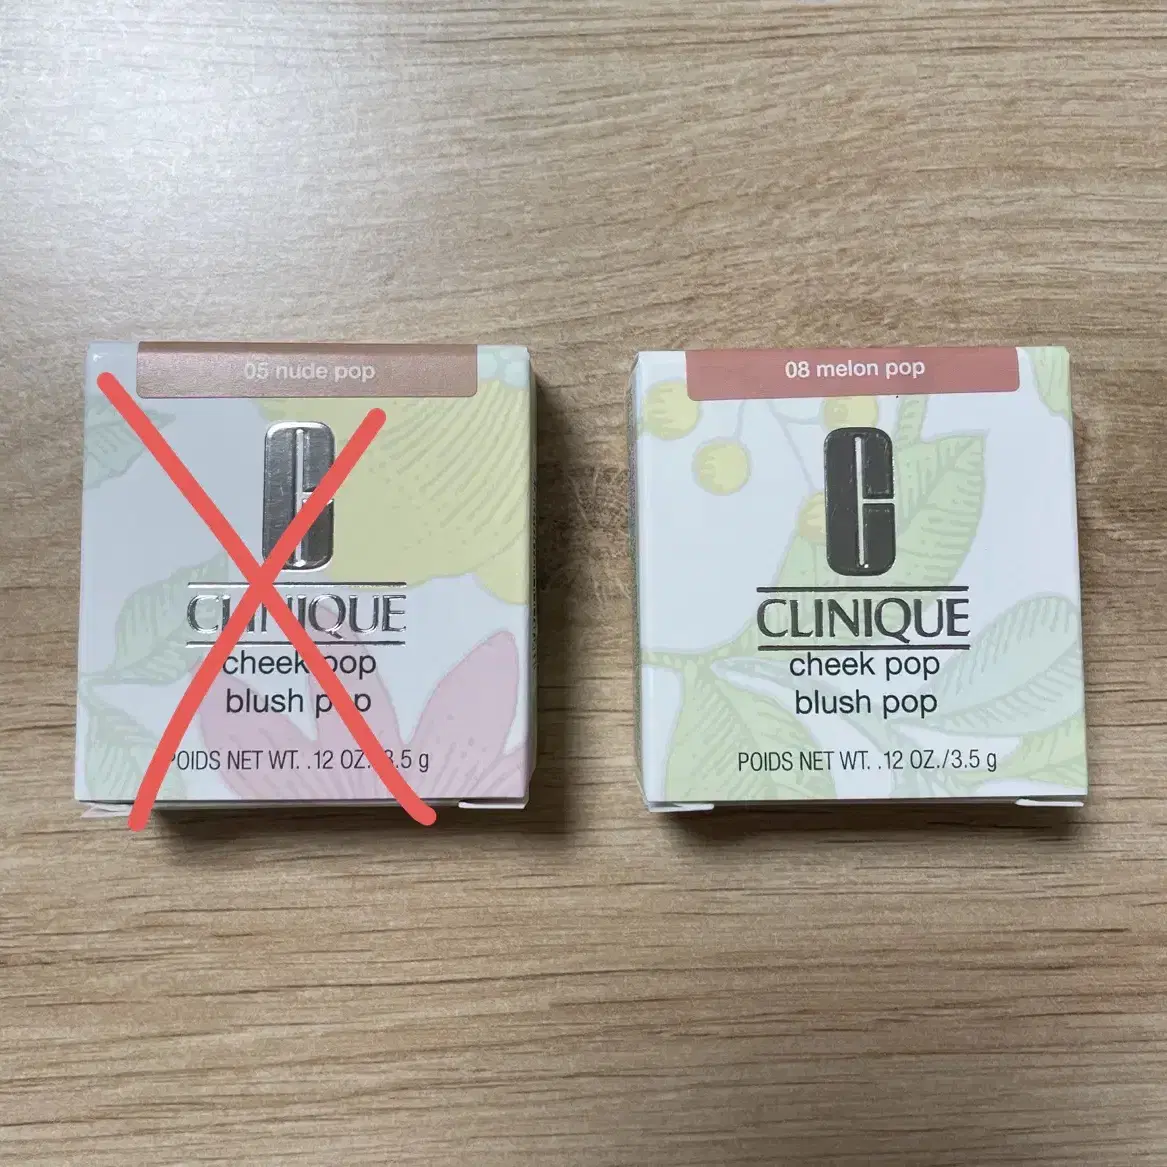 05 nude pop
CLINIQUE
cheek pop
blush pop
POIDS NET WT. .12 OZ./3.5 g
08 melon pop
CLINIQUE
cheek pop
blush pop
POIDS NET WT. .12 OZ./3.5 g